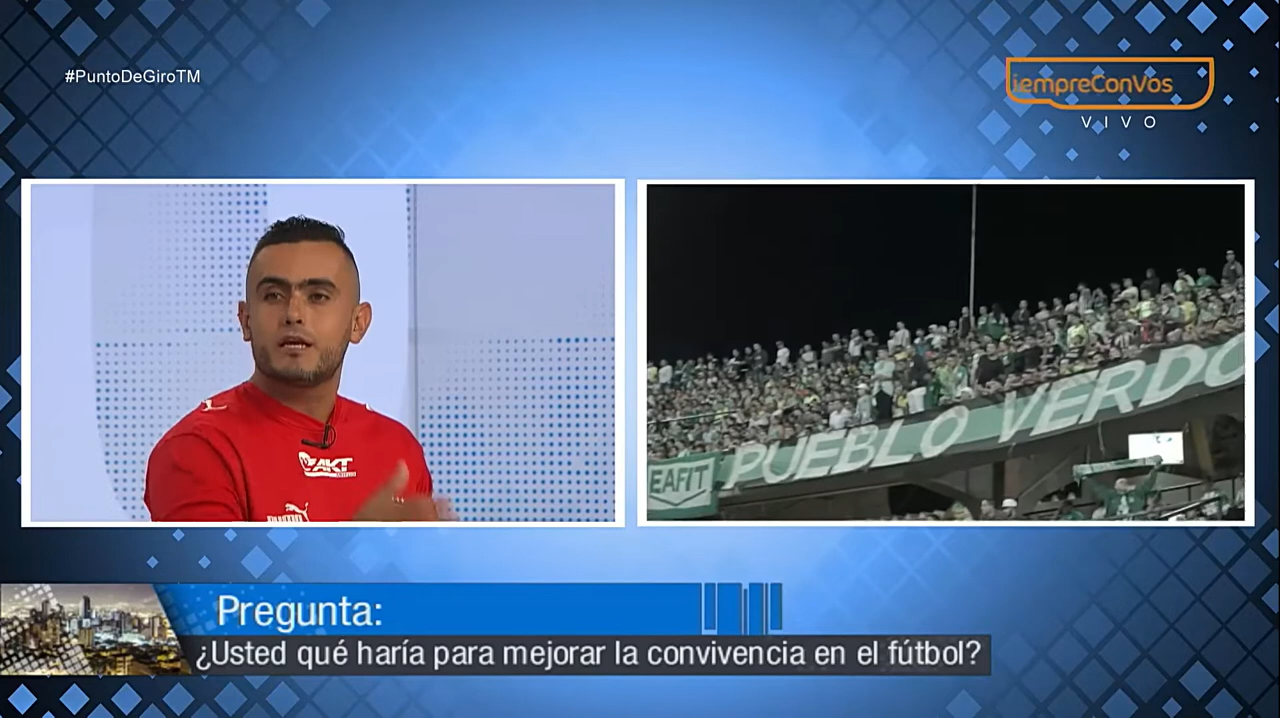 #PuntoDeGiroTM
iempreConVos
VIVO
AKT
PUMA
EAFIT
PUEBLO VERDO
Pregunta:
¿Usted qué haría para mejorar la convivencia en el fútbol?